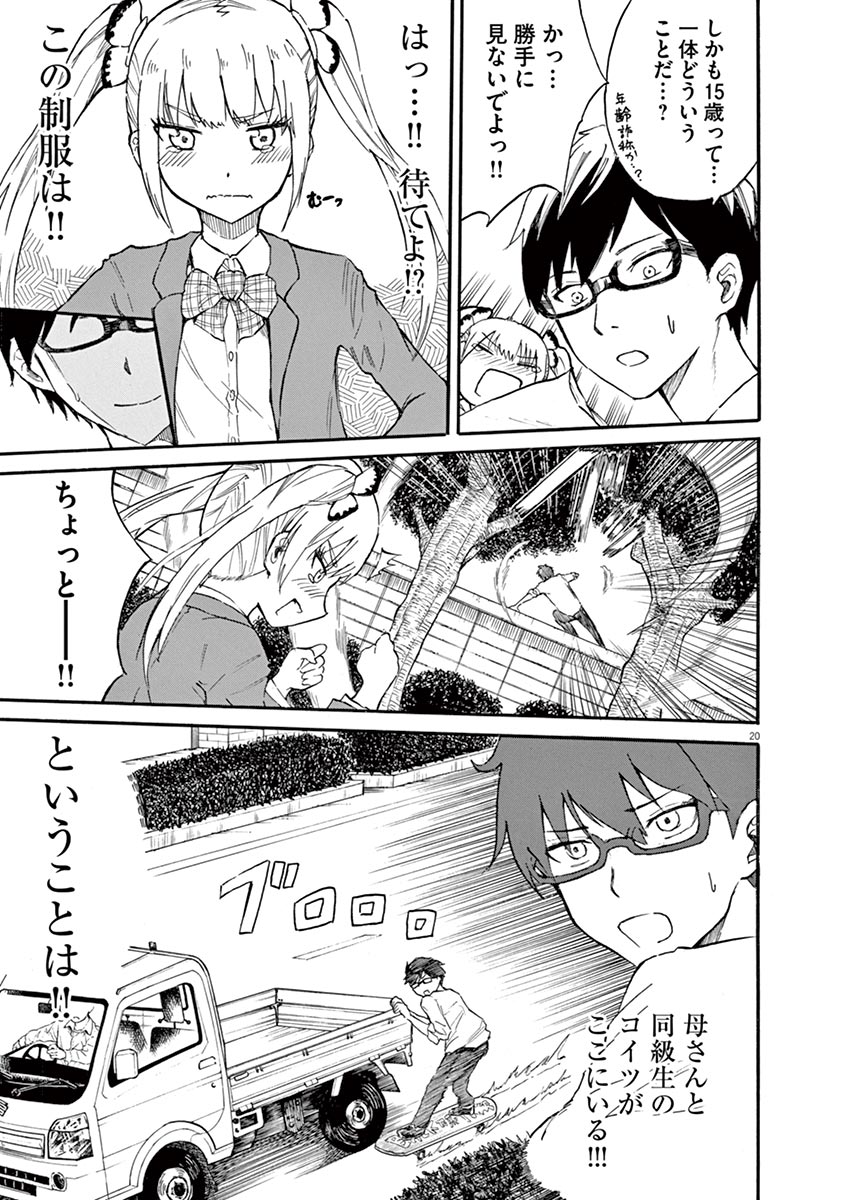 しかも15歳って…
一体どういう
ことだ…?
年齢詐称か…?
かっ…
勝手に
見ないでよっ!!
はっ…!!
待てよ!?
この制服は!!
むーっ
ちょっと——!!
20
母さんと
同級生の
コイツが
ここにいる!!!
ブロロロ
ということは!!